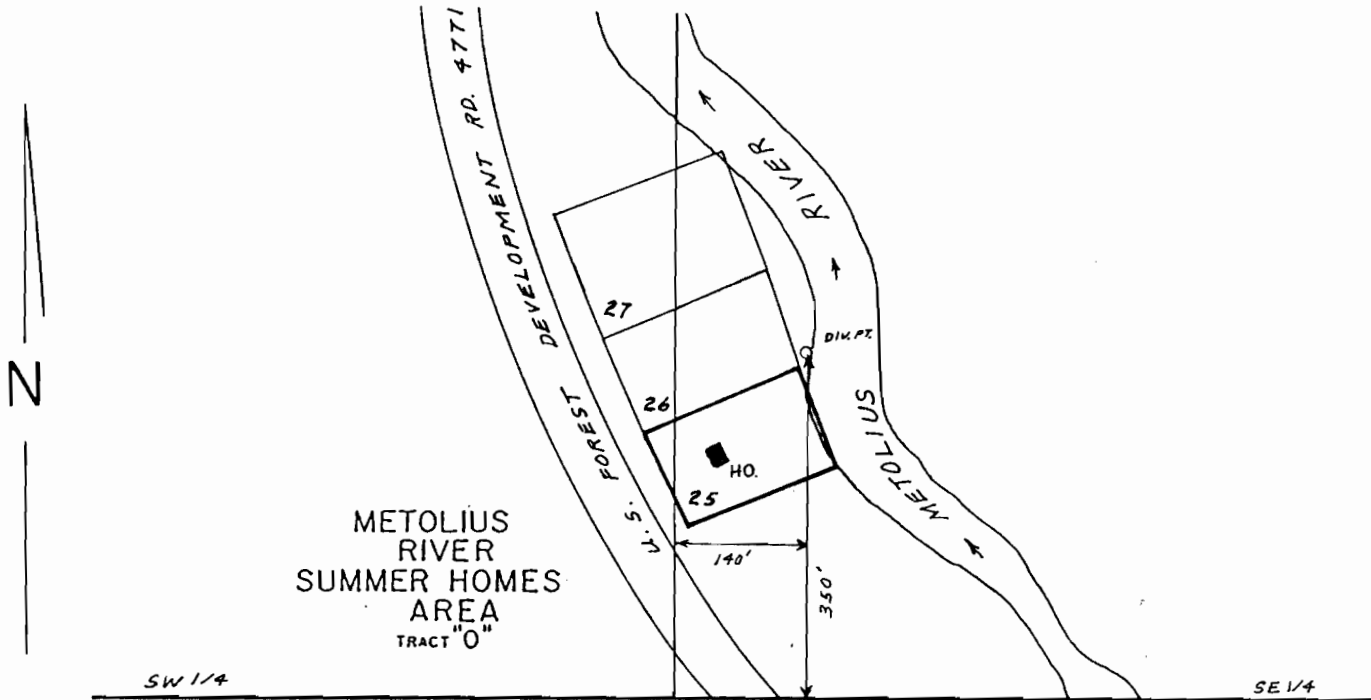 U.S. FOREST DEVELOPMENT RD. 4771
METOLIUS RIVER
RIVER
N
27
DIV. PT.
26
HO.
25
140'
350'
METOLIUS
RIVER
SUMMER HOMES
AREA
TRACT "O"
SW 1/4
SE 1/4